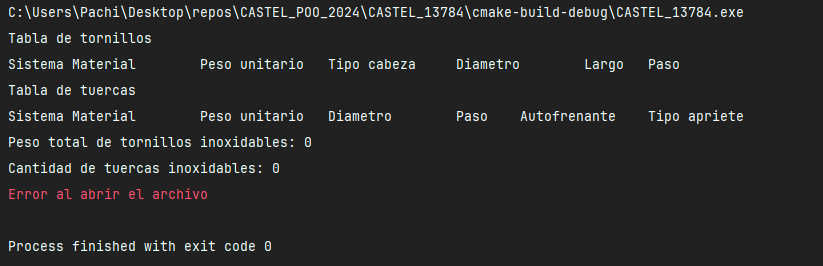 C:\Users\Pachi\Desktop\repos\CASTEL_POO_2024\CASTEL_13784\cmake-build-debug\CASTEL_13784.exe
Tabla de tornillos
Sistema Material        Peso unitario   Tipo cabeza     Diametro        Largo   Paso
Tabla de tuercas
Sistema Material        Peso unitario   Diametro        Paso    Autofrenante    Tipo apriete
Peso total de tornillos inoxidables: 0
Cantidad de tuercas inoxidables: 0
Error al abrir el archivo
Process finished with exit code 0